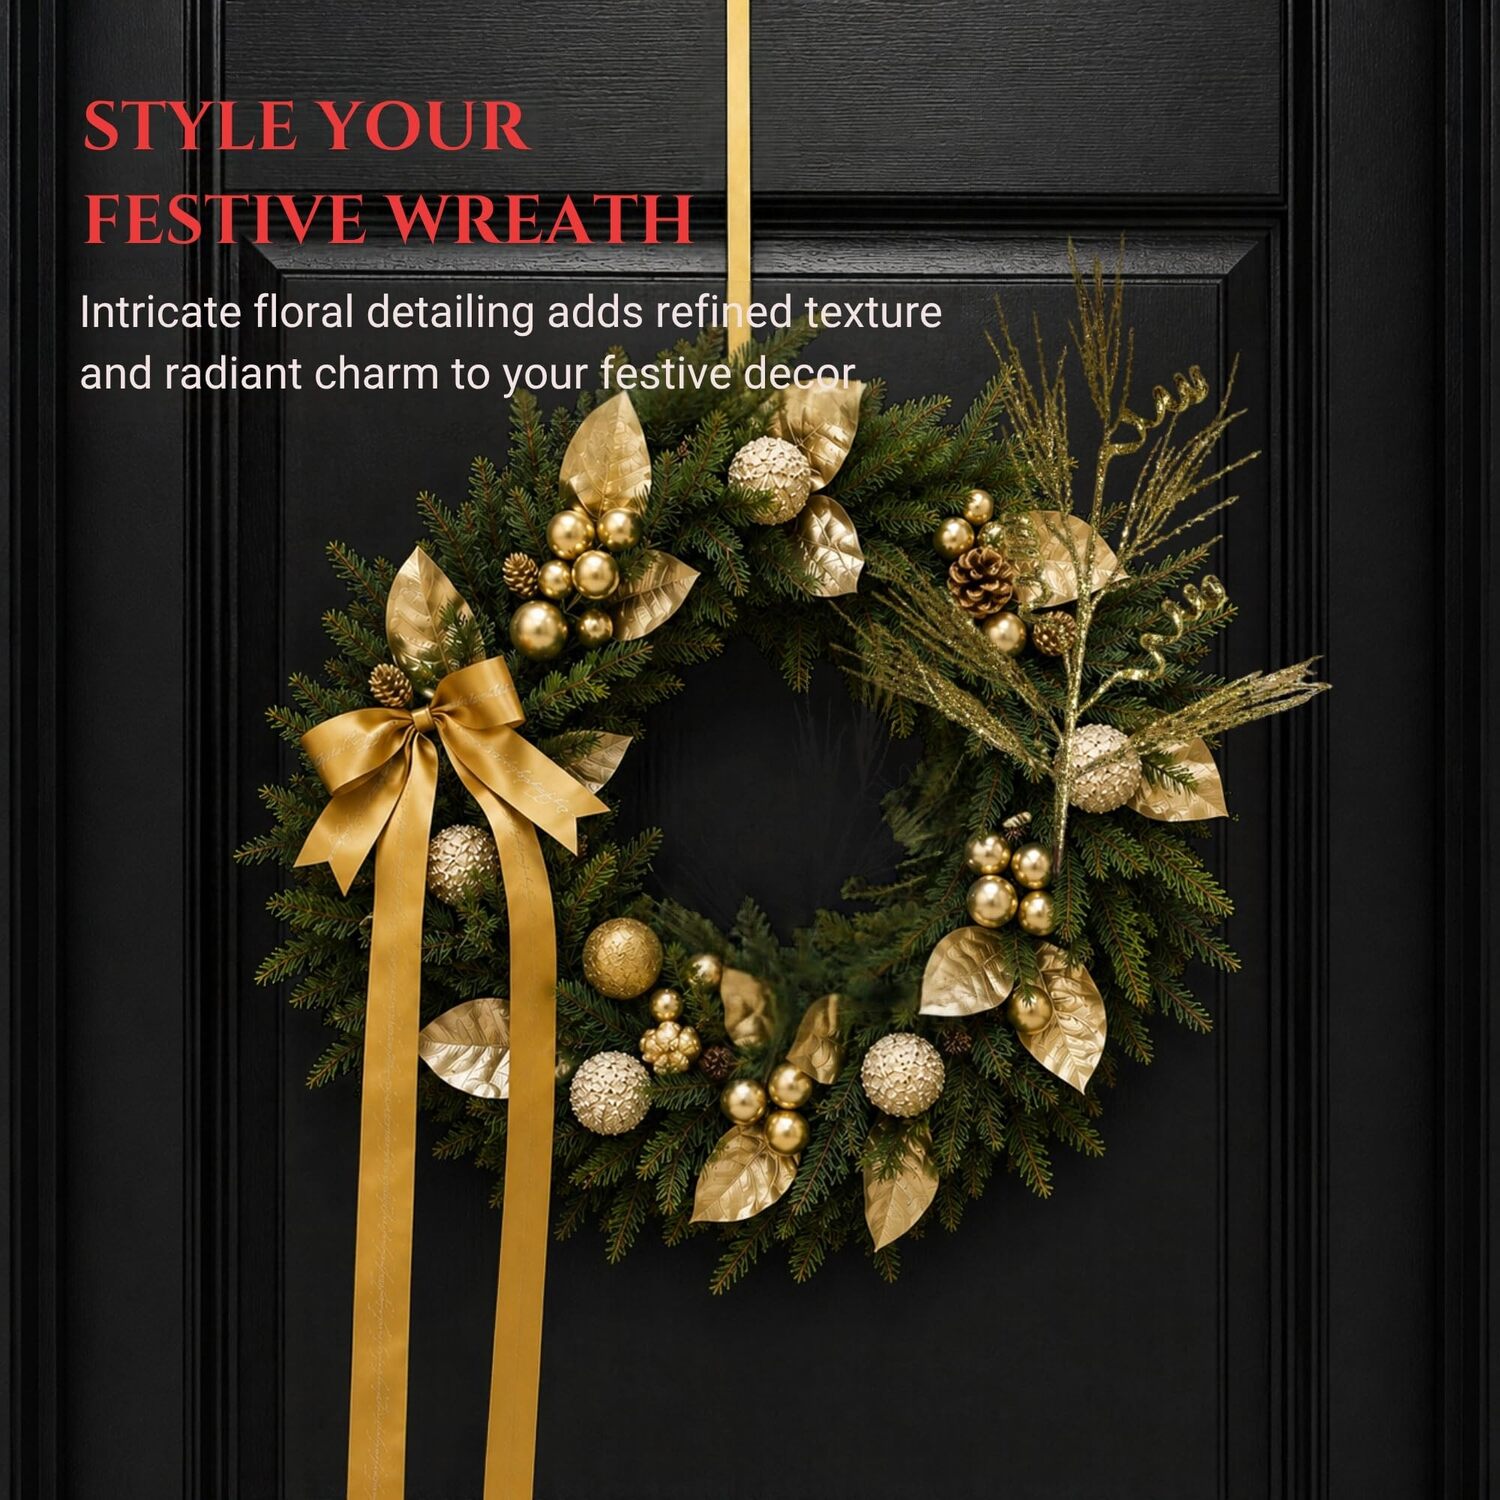 STYLE YOUR
FESTIVE WREATH
Intricate floral detailing adds refined texture
and radiant charm to your festive decor.